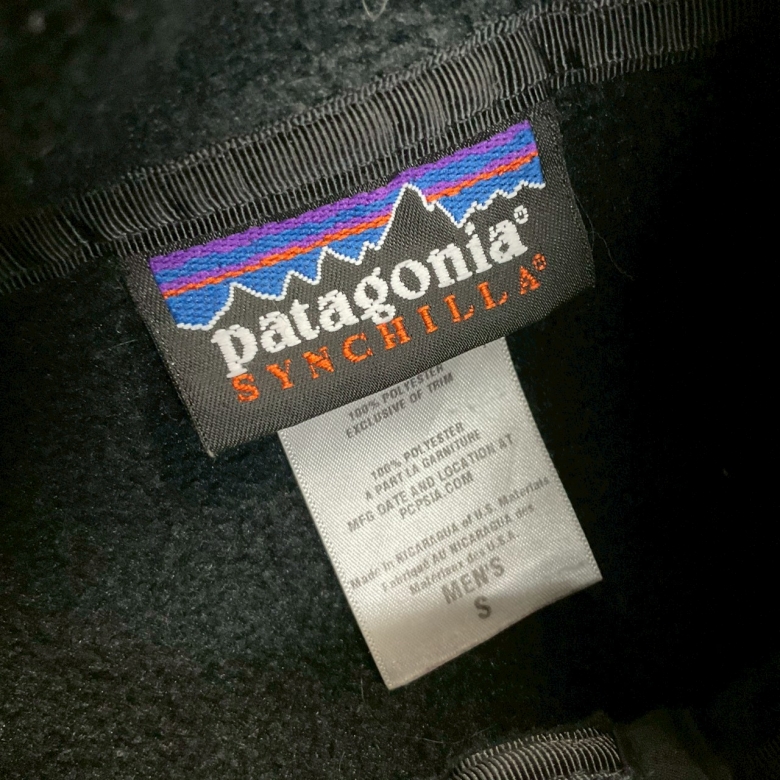 patagonia®
SYNCHILLA®
100% POLYESTER
EXCLUSIVE OF TRIM
100% POLYESTER
A PART LA GARNITURE
MFG DATE AND LOCATION AT
PCPSIA.COM
Made in NICARAGUA of U.S. Materials
Fabriqué AU NICARAGUA des
Matériaux des U.S.A.
MEN'S
S